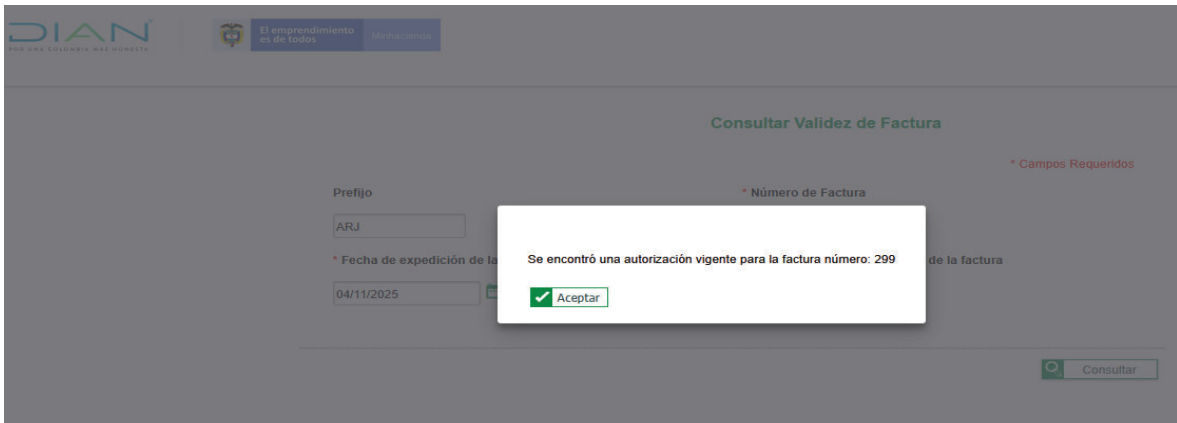 DIAN
POR UNA COLOMBIA MÁS HONESTA
El emprendimiento
es de todos
Minhacienda
Consultar Validez de Factura
* Campos Requeridos
Prefijo
* Número de Factura
ARJ
* Fecha de expedición de la
de la factura
04/11/2025
Se encontró una autorización vigente para la factura número: 299
Aceptar
Consultar